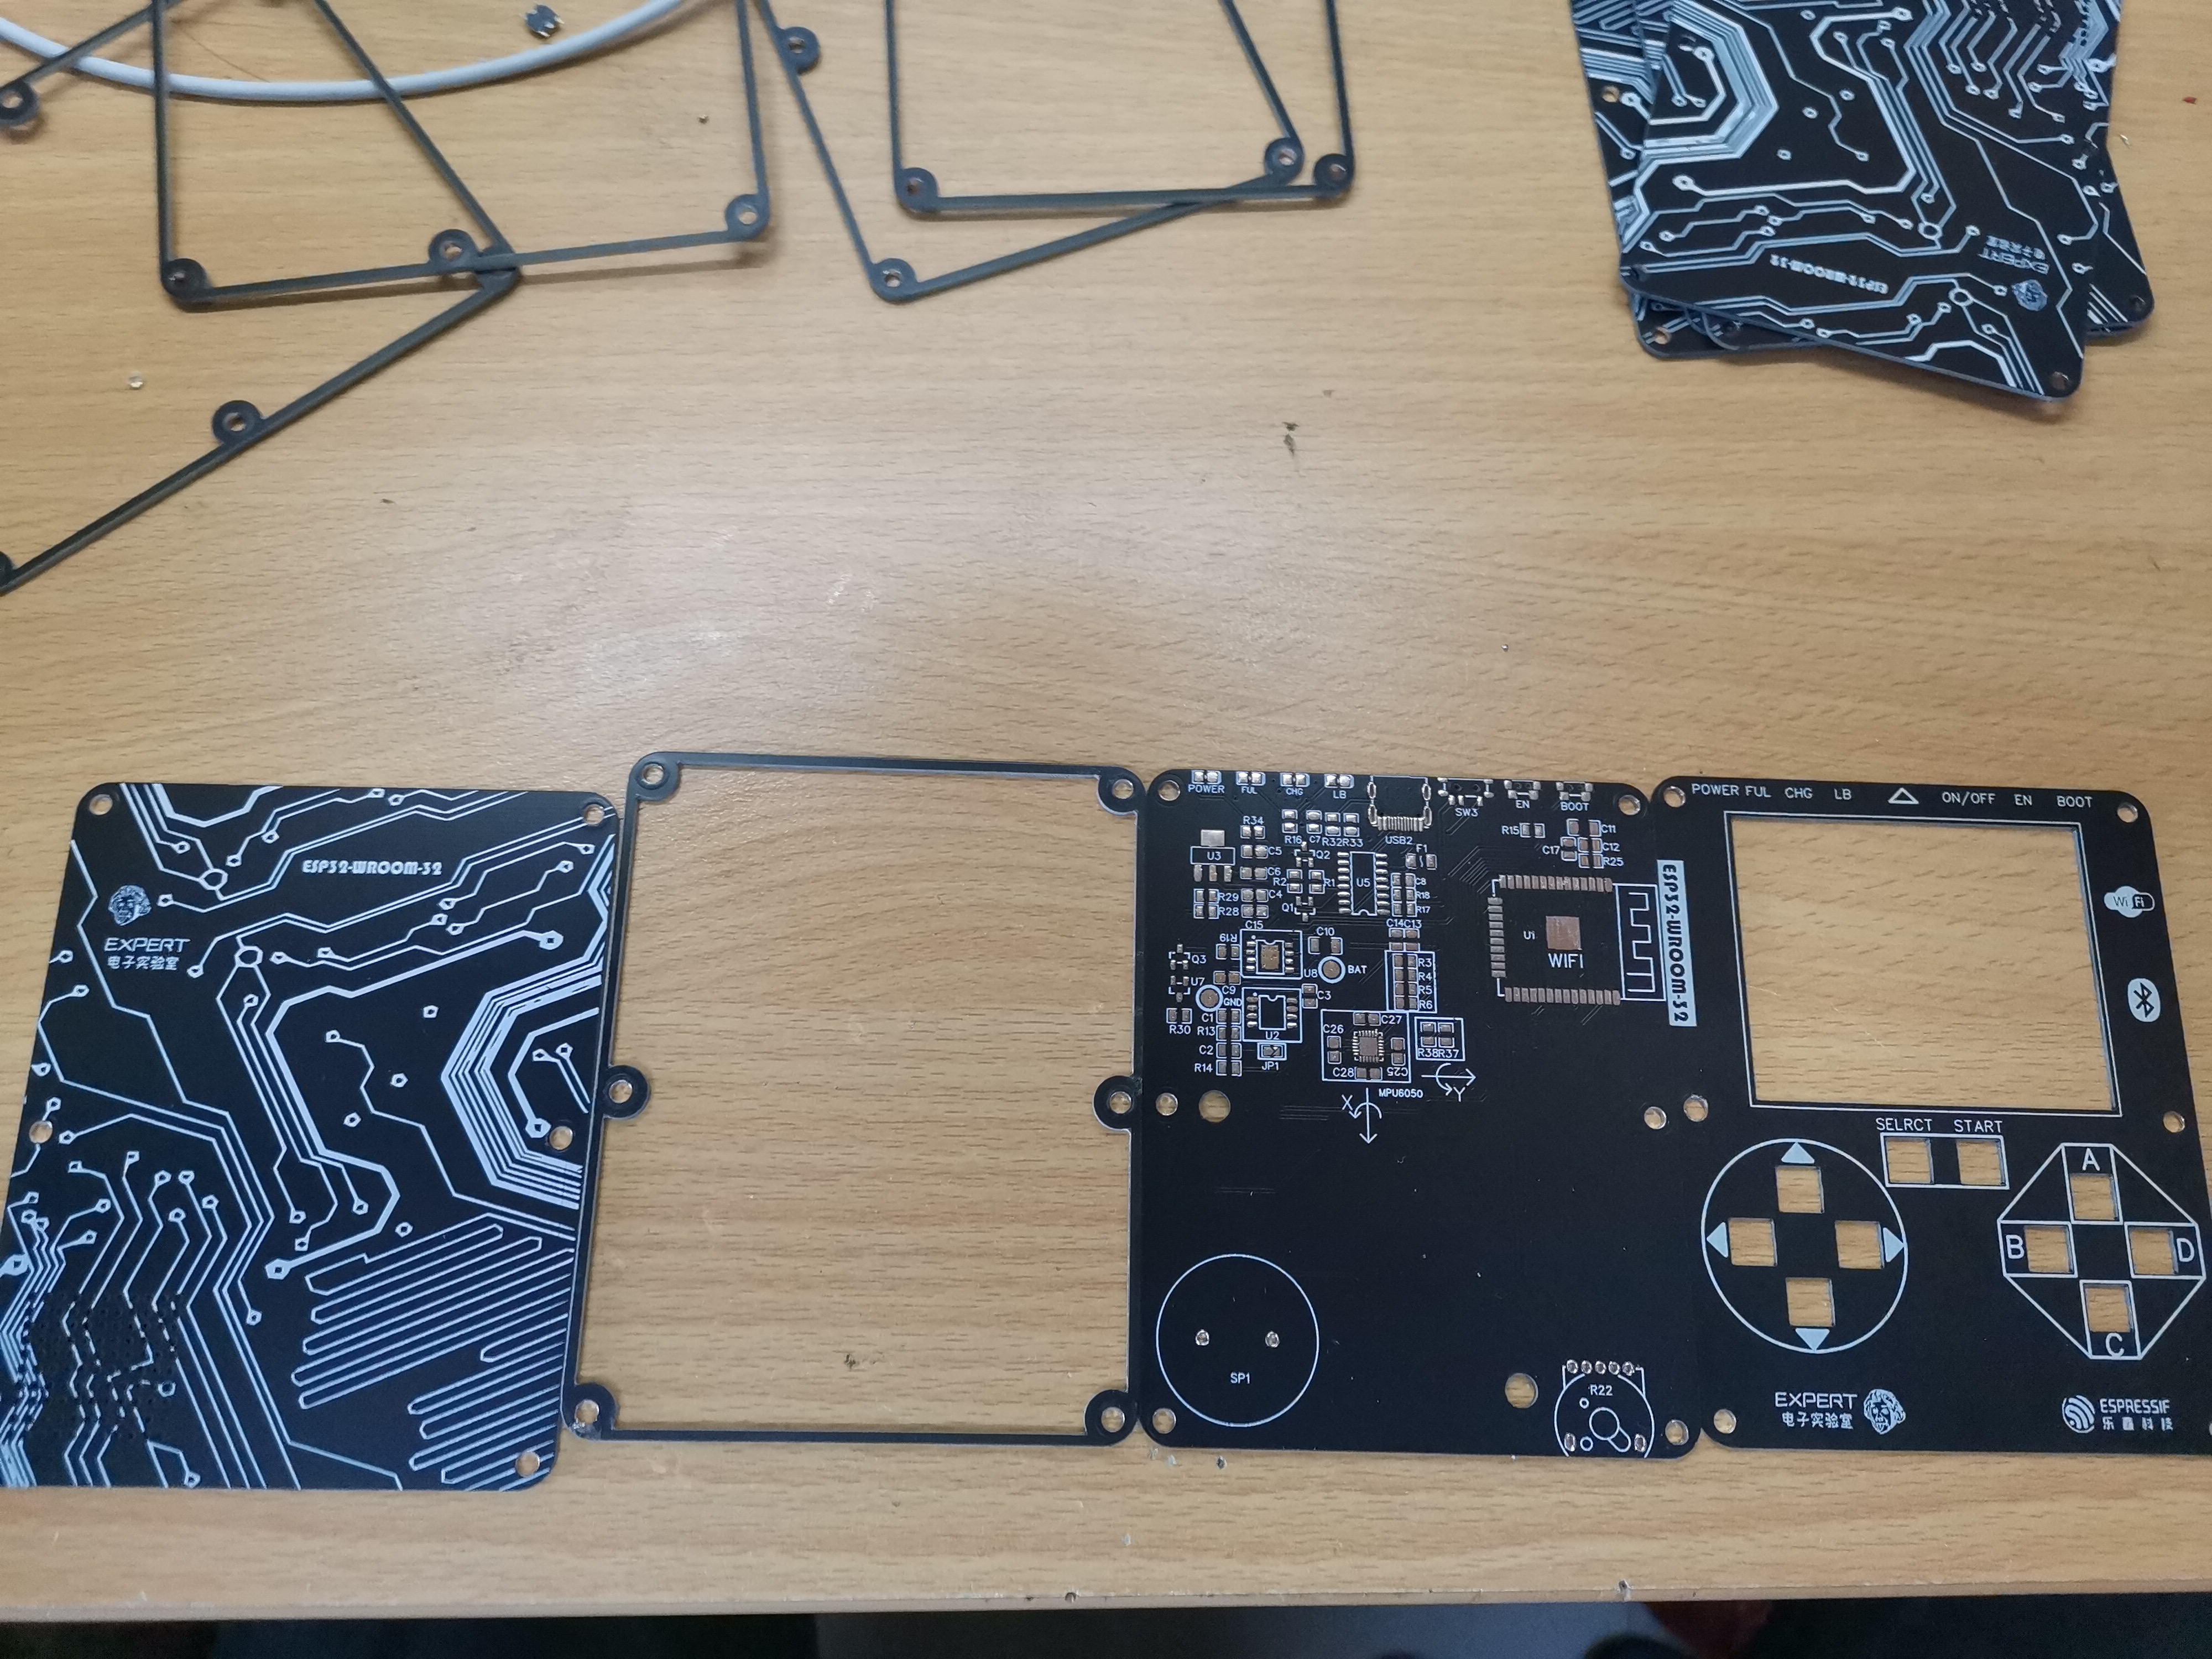 ESP32-WROOM-32
EXPERT
电子实验室
ESP32-WROOM-32
EXPERT
电子实验室
POWER
FUL
CHG
LB
USB2
SW3
EN
BOOT
R34
R16
C7
R32
R33
R15
C11
C12
C17
R25
U3
C5
Q2
F1
C6
R2
R1
U5
C8
R18
R29
C4
R28
Q1
R17
C15
C14
C13
R19
C10
Q3
U8
BAT
R3
R4
R5
R6
U7
C9
GND
C3
C1
R30
R13
U2
C2
JP1
R14
C26
C27
C28
C25
R38
R37
MPU6050
X
Y
U1
WIFI
ESP32-WROOM-32
SP1
R22
POWER FUL CHG LB ON/OFF EN BOOT
WiFi
SELRCT START
A
B
D
C
EXPERT
电子实验室
ESPRESSIF
乐鑫科技